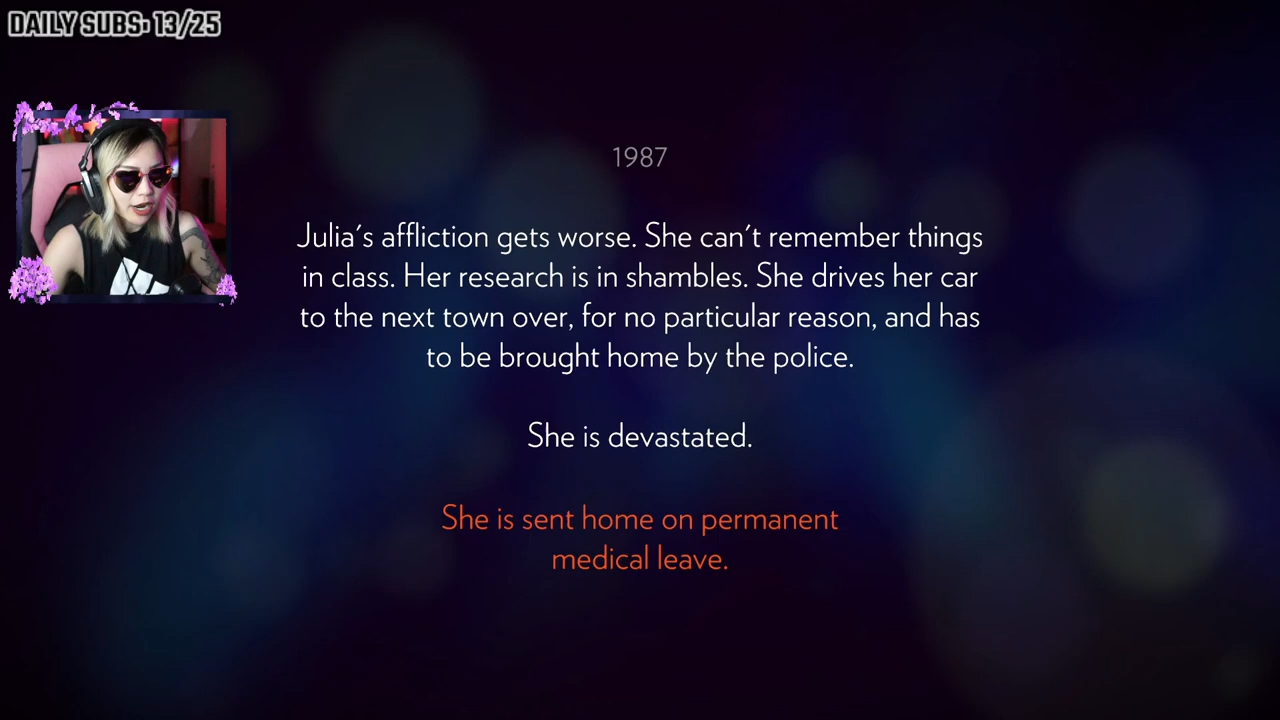 DAILY SUBS: 13/25
1987
Julia's affliction gets worse. She can't remember things
in class. Her research is in shambles. She drives her car
to the next town over, for no particular reason, and has
to be brought home by the police.
She is devastated.
She is sent home on permanent
medical leave.